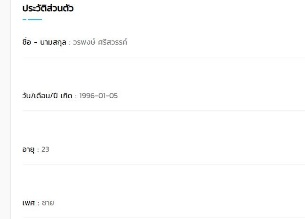 ประวัติส่วนตัว
ชื่อ - นามสกุล : วรพงษ์ ศรีสวรรค์
วัน/เดือน/ปี เกิด : 1996-01-05
อายุ : 23
เพศ : ชาย